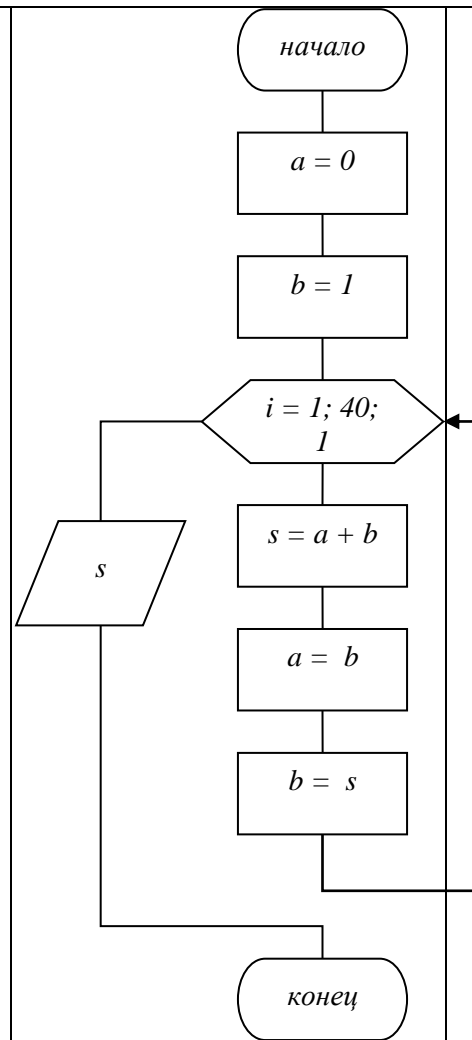 начало
a = 0
b = 1
i = 1; 40;
1
s = a + b
a = b
b = s
s
конец